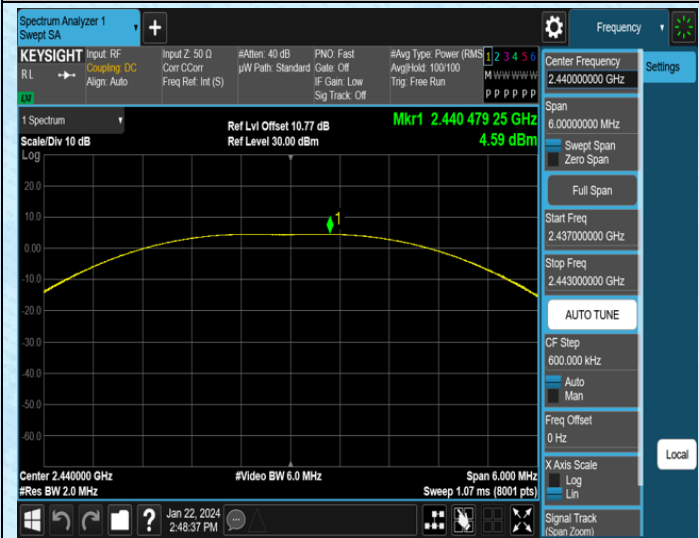 Spectrum Analyzer 1
Swept SA
Frequency
KEYSIGHT
RL
LXI
Input: RF
Coupling: DC
Align: Auto
Input Z: 50 Ω
Corr CCorr
Freq Ref: Int (S)
#Atten: 40 dB
µW Path: Standard
PNO: Fast
Gate: Off
IF Gain: Low
Sig Track: Off
#Avg Type: Power (RMS
Avg|Hold: 100/100
Trig: Free Run
1 2 3 4 5 6
M W W W W W
P P P P P P
1 Spectrum
Scale/Div 10 dB
Log
Ref Lvl Offset 10.77 dB
Ref Level 30.00 dBm
Mkr1 2.440 479 25 GHz
4.59 dBm
1
20.0
10.0
0.00
-10.0
-20.0
-30.0
-40.0
-50.0
-60.0
Center 2.440000 GHz
#Res BW 2.0 MHz
#Video BW 6.0 MHz
Span 6.000 MHz
Sweep 1.07 ms (8001 pts)
?
Jan 22, 2024
2:48:37 PM
Center Frequency
2.440000000 GHz
Span
6.00000000 MHz
Swept Span
Zero Span
Full Span
Start Freq
2.437000000 GHz
Stop Freq
2.443000000 GHz
AUTO TUNE
CF Step
600.000 kHz
Auto
Man
Freq Offset
0 Hz
X Axis Scale
Log
Lin
Signal Track
(Span Zoom)
Settings
Local